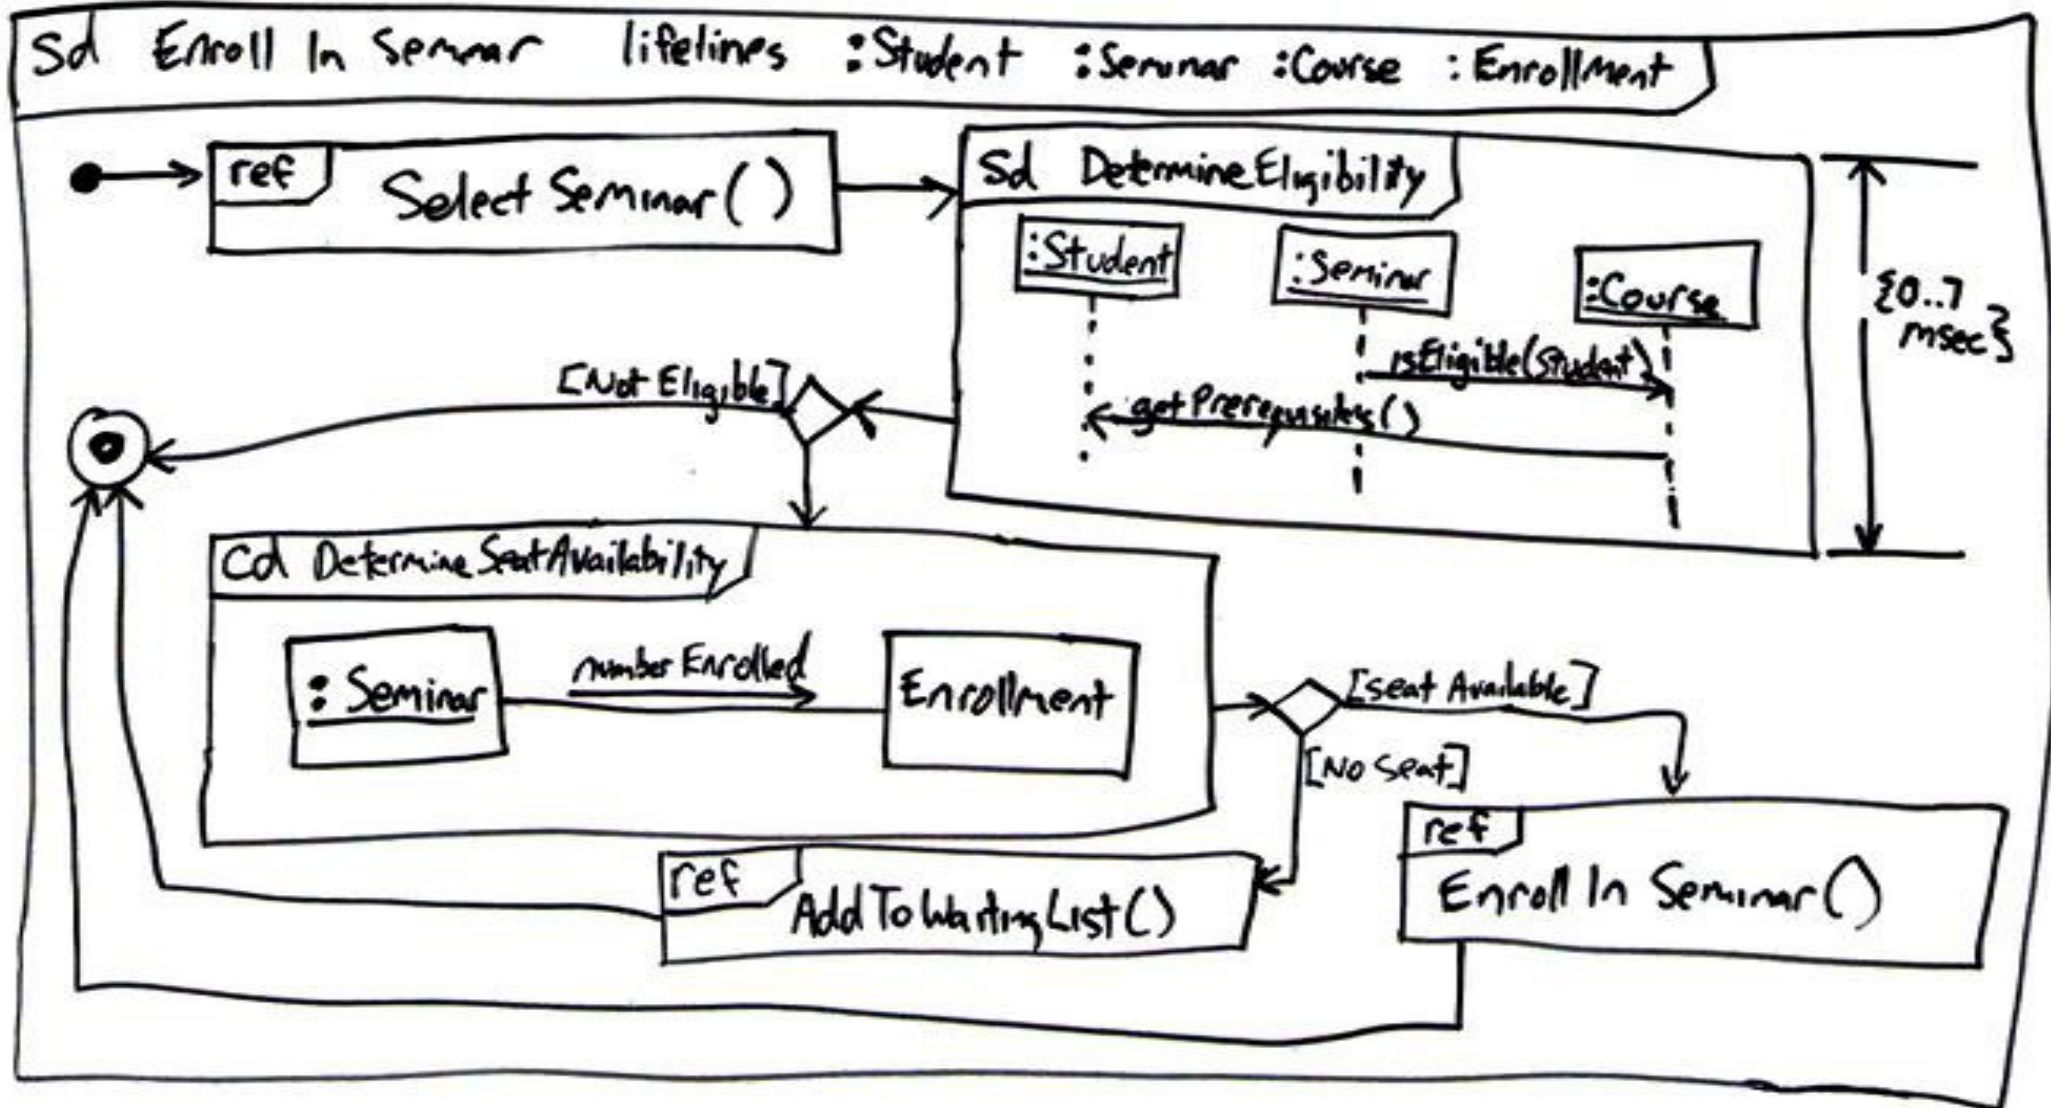 Sd Enroll In Seminar lifelines :Student :Seminar :Course :Enrollment
ref
Select Seminar()
Sd DetermineEligibility
:Student
:Seminar
:Course
{0..7
msec}
isEligible(Student)
getPrerequisites()
[Not Eligible]
Cd DetermineSeatAvailability
:Seminar
numberEnrolled
Enrollment
[seat Available]
[No Seat]
ref
AddToWaitingList()
ref
Enroll In Seminar()